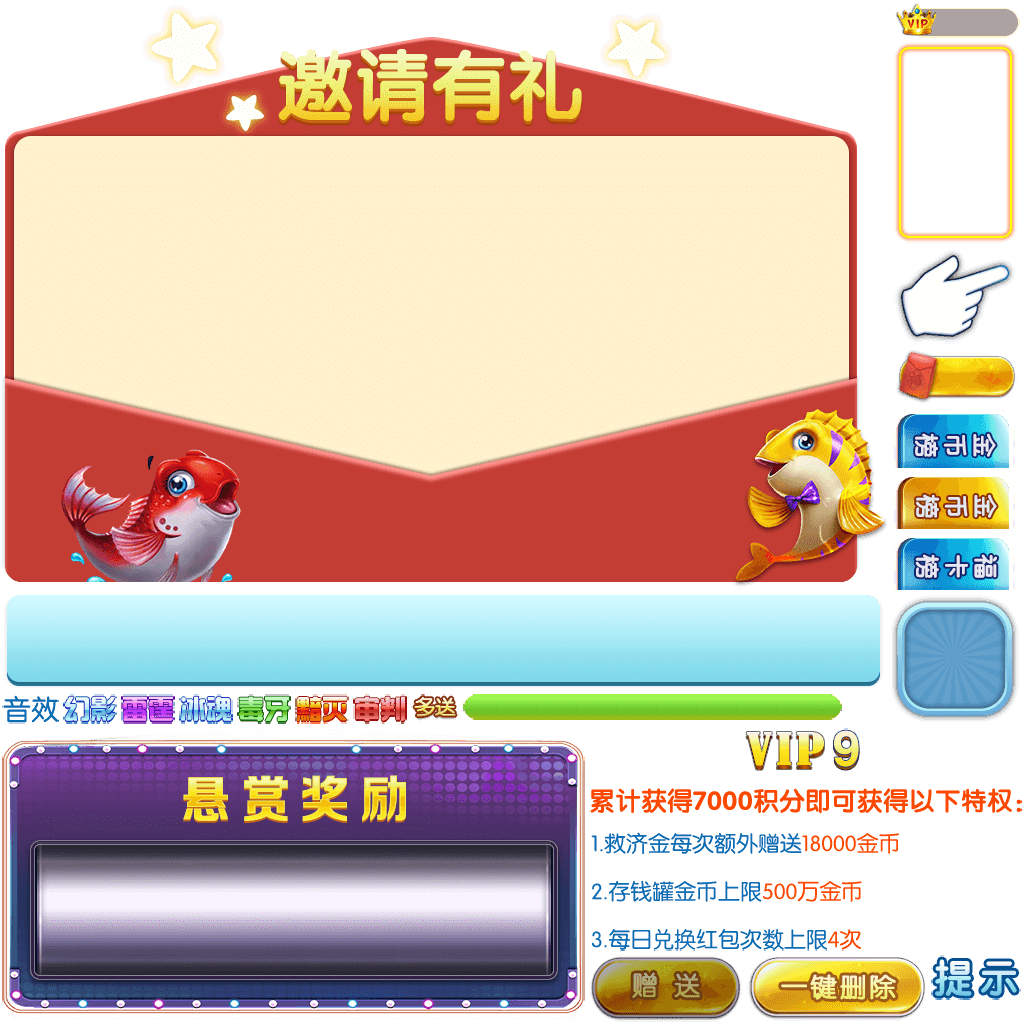 VIP
邀请有礼
金币榜
金币榜
福卡榜
音效 幻影 雷霆 冰魂 毒牙 黯灭 审判 多送
VIP 9
悬赏奖励
累计获得7000积分即可获得以下特权:
1.救济金每次额外赠送18000金币
2.存钱罐金币上限500万金币
3.每日兑换红包次数上限4次
赠送
一键删除
提示